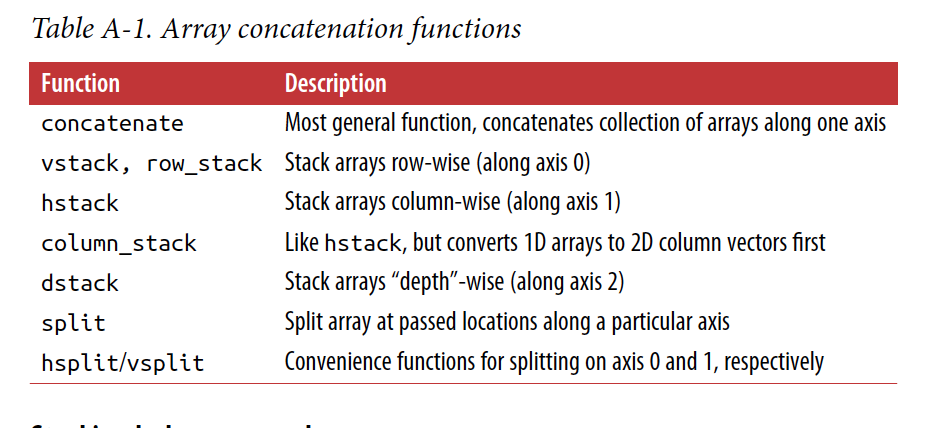 Table A-1. Array concatenation functions
Function Description
concatenate Most general function, concatenates collection of arrays along one axis
vstack, row_stack Stack arrays row-wise (along axis 0)
hstack Stack arrays column-wise (along axis 1)
column_stack Like hstack, but converts 1D arrays to 2D column vectors first
dstack Stack arrays “depth”-wise (along axis 2)
split Split array at passed locations along a particular axis
hsplit/vsplit Convenience functions for splitting on axis 0 and 1, respectively